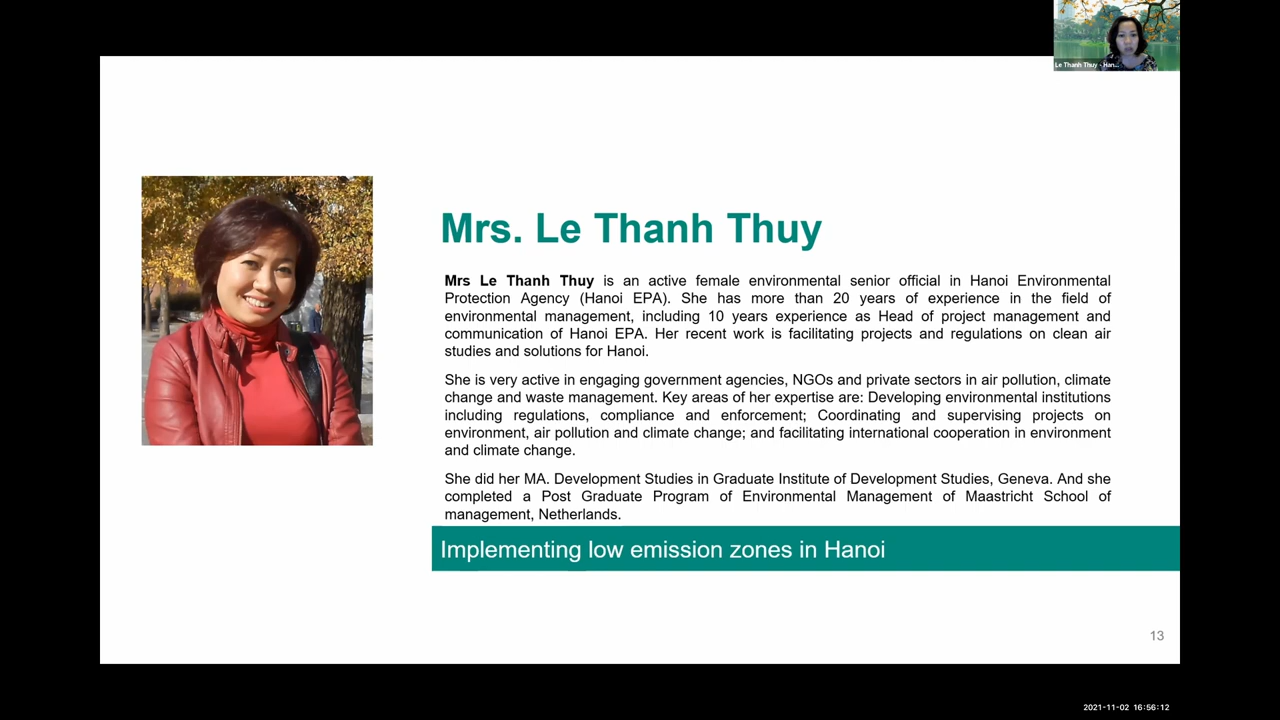 Le Thanh Thuy - Han...
Mrs. Le Thanh Thuy
Mrs Le Thanh Thuy is an active female environmental senior official in Hanoi Environmental
Protection Agency (Hanoi EPA). She has more than 20 years of experience in the field of
environmental management, including 10 years experience as Head of project management and
communication of Hanoi EPA. Her recent work is facilitating projects and regulations on clean air
studies and solutions for Hanoi.
She is very active in engaging government agencies, NGOs and private sectors in air pollution, climate
change and waste management. Key areas of her expertise are: Developing environmental institutions
including regulations, compliance and enforcement; Coordinating and supervising projects on
environment, air pollution and climate change; and facilitating international cooperation in environment
and climate change.
She did her MA. Development Studies in Graduate Institute of Development Studies, Geneva. And she
completed a Post Graduate Program of Environmental Management of Maastricht School of
management, Netherlands.
Implementing low emission zones in Hanoi
13
2021-11-02 16:56:12